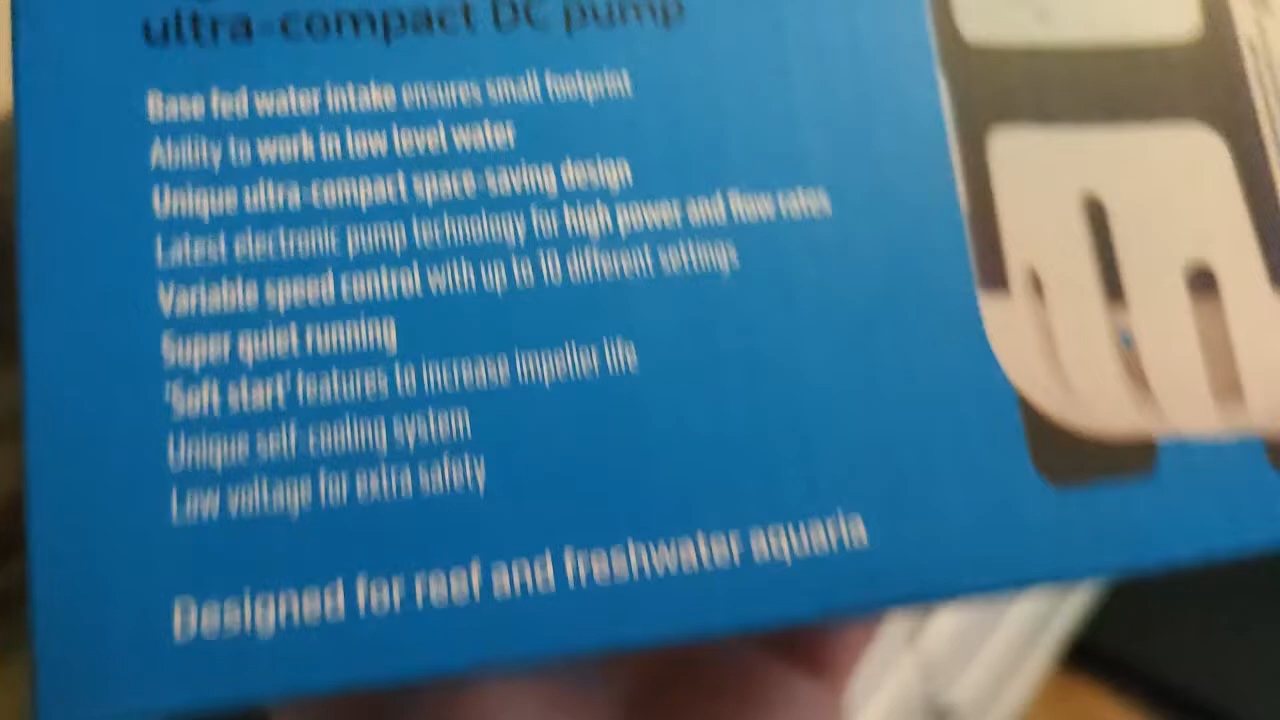 ultra-compact DC pump
Base fed water intake ensures small footprint
Ability to work in low level water
Unique ultra-compact space-saving design
Latest electronic pump technology for high power and flow rates
Variable speed control with up to 10 different settings
Super quiet running
'Soft start' features to increase impeller life
Unique self-cooling system
Low voltage for extra safety
Designed for reef and freshwater aquaria